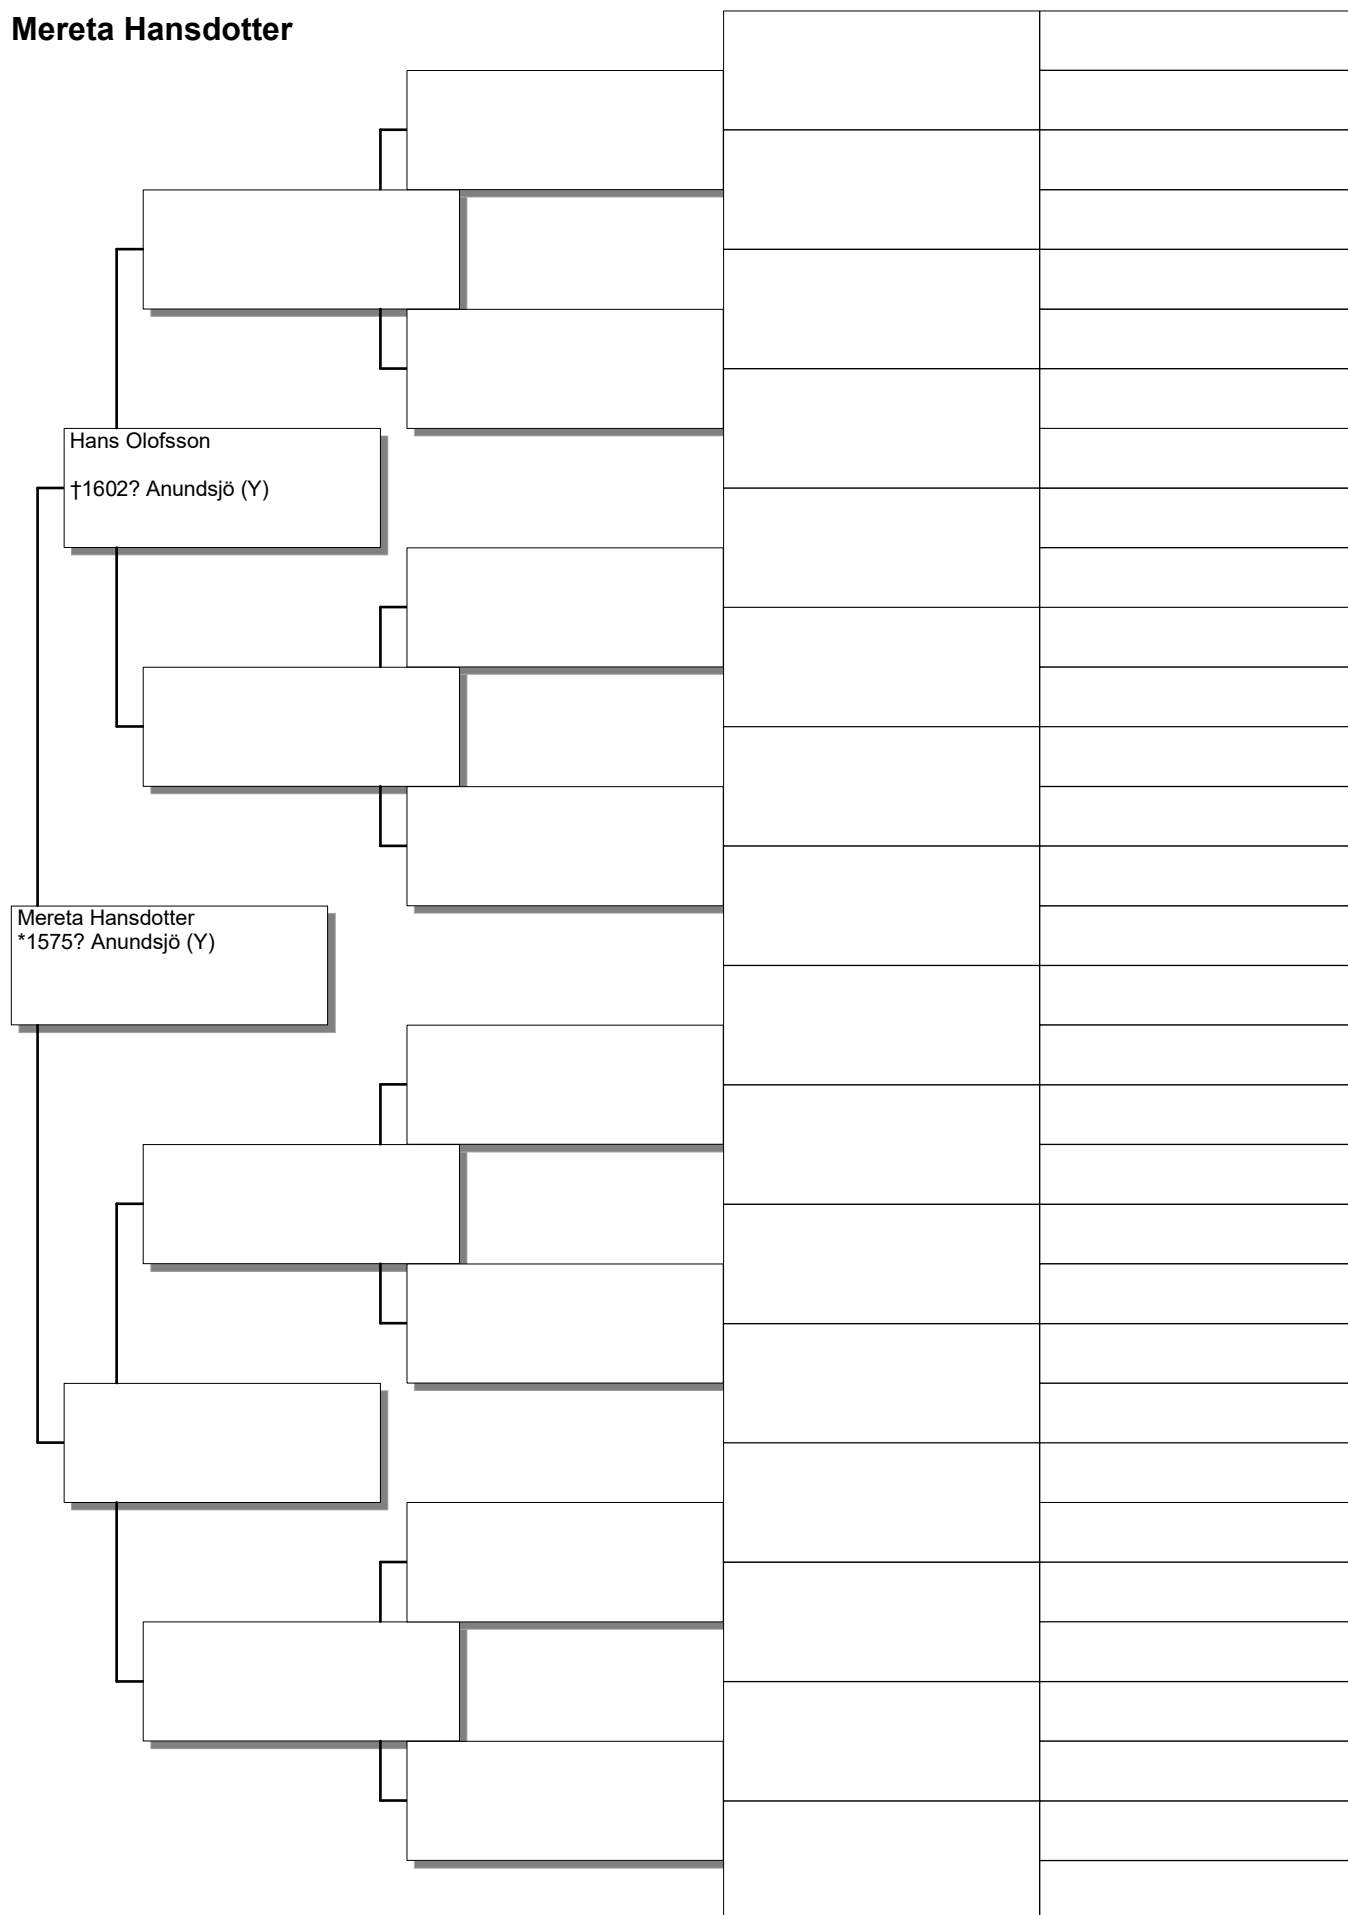 Mereta Hansdotter
Hans Olofsson
†1602? Anundsjö (Y)
Mereta Hansdotter
*1575? Anundsjö (Y)